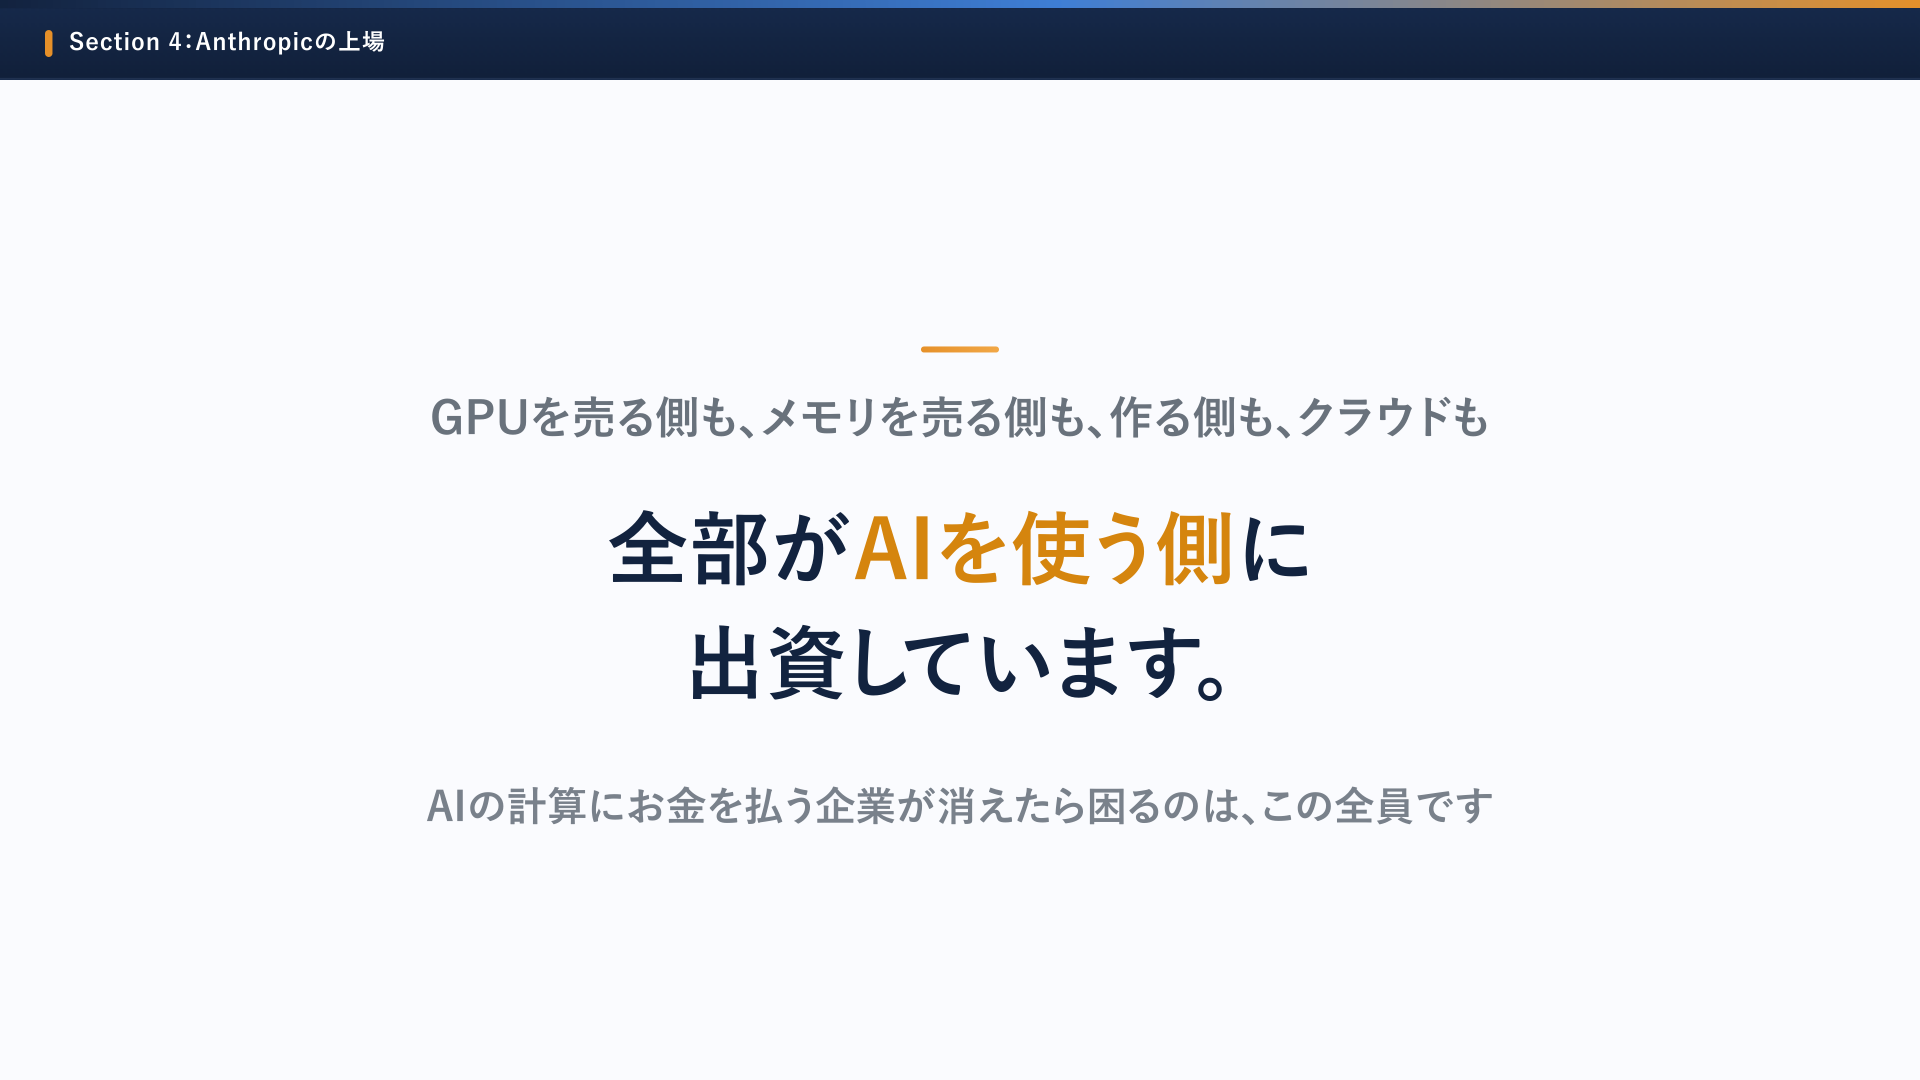 Section 4：Anthropicの上場
GPUを売る側も、メモリを売る側も、作る側も、クラウドも
全部がAIを使う側に
出資しています。
AIの計算にお金を払う企業が消えたら困るのは、この全員です